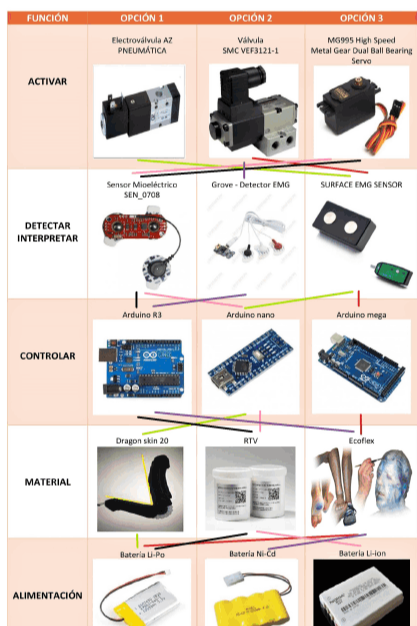 FUNCIÓN OPCIÓN 1 OPCIÓN 2 OPCIÓN 3
ACTIVAR
Electroválvula AZ
PNEUMÁTICA
Válvula
SMC VEF3121-1
MG995 High Speed
Metal Gear Dual Ball Bearing
Servo
DETECTAR
INTERPRETAR
Sensor Mioeléctrico
SEN_0708
Grove - Detector EMG
SURFACE EMG SENSOR
CONTROLAR
Arduino R3
Arduino nano
Arduino mega
MATERIAL
Dragon skin 20
RTV
Ecoflex
ALIMENTACIÓN
Batería Li-Po
Batería Ni-Cd
Bateria Li-ion